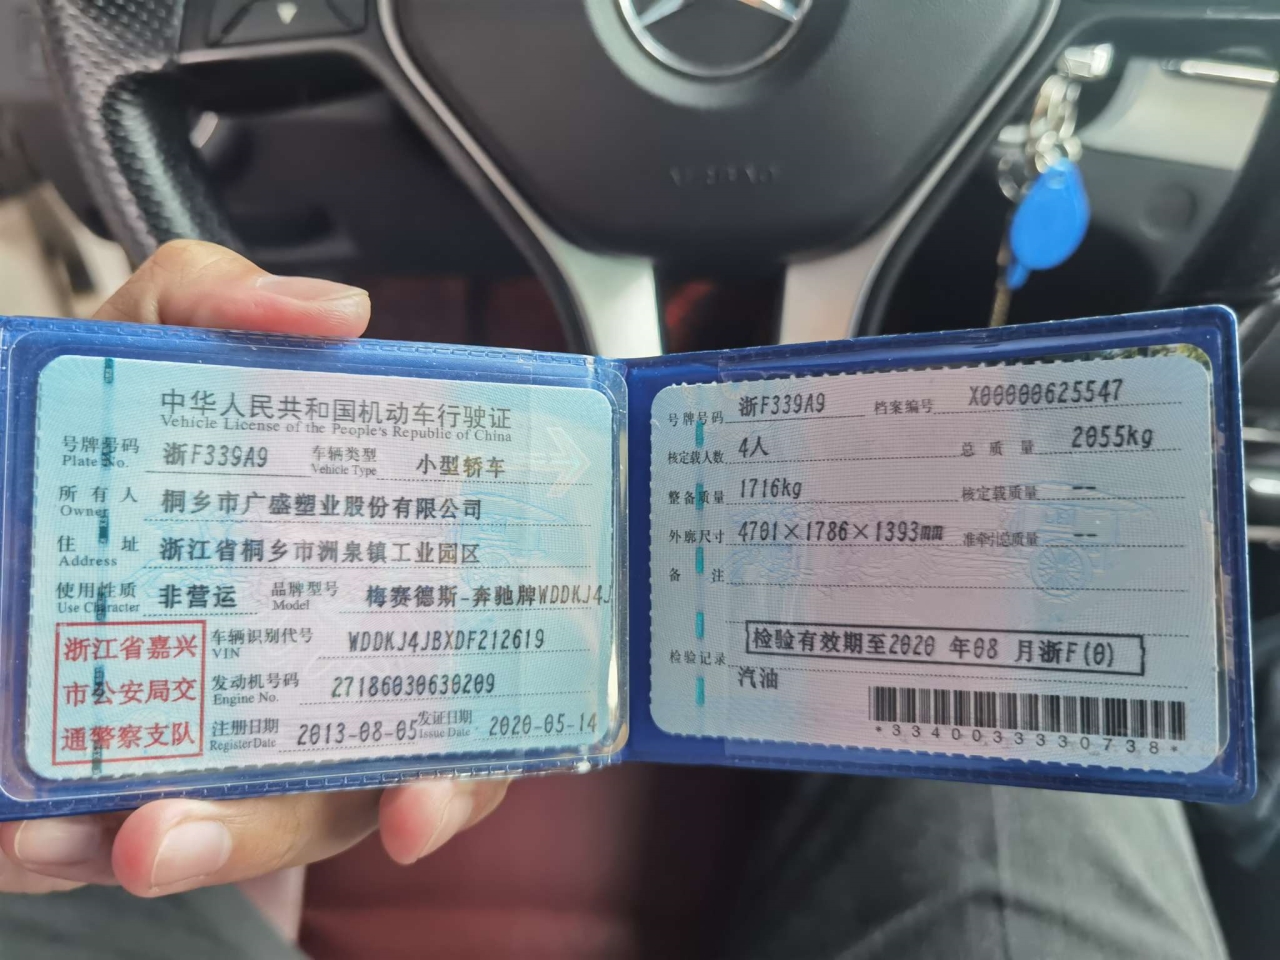 中华人民共和国机动车行驶证
Vehicle License of the People's Republic of China
号牌号码 浙F339A9 车辆类型 小型轿车
Plate No. Vehicle Type
所有人 桐乡市广盛塑业股份有限公司
Owner
住址 浙江省桐乡市洲泉镇工业园区
Address
使用性质 非营运 品牌型号 梅赛德斯-奔驰牌WDDKJ4J
Use Character Model
浙江省嘉兴
市公安局交
通警察支队
车辆识别代号 WDDKJ4JBXDF212619
VIN
发动机号码 27186030630209
Engine No.
注册日期 2013-08-05 发证日期 2020-05-14
Register Date Issue Date
号牌号码 浙F339A9 档案编号 X00000625547
核定载人数 4人 总质量 2055kg
整备质量 1716kg 核定载质量 --
外廓尺寸 4701×1786×1393mm 准牵引总质量 --
备注
检验有效期至2020年08月浙F(0)
检验记录
汽油
*3340033330738*